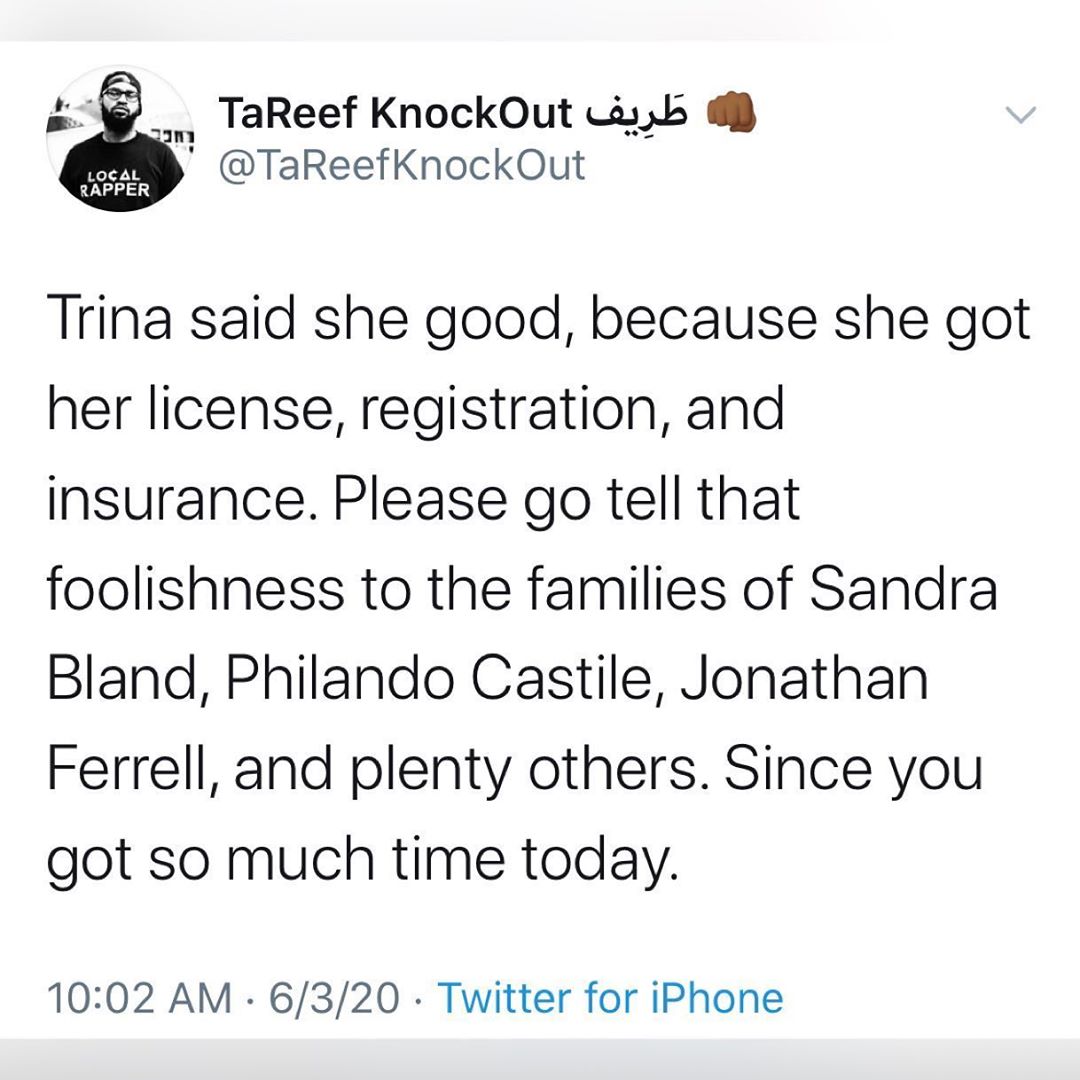 TaReef KnockOut طَرِيف 👊🏾
@TaReefKnockOut
LO¢AL
RAPPER
Trina said she good, because she got
her license, registration, and
insurance. Please go tell that
foolishness to the families of Sandra
Bland, Philando Castile, Jonathan
Ferrell, and plenty others. Since you
got so much time today.
10:02 AM · 6/3/20 · Twitter for iPhone